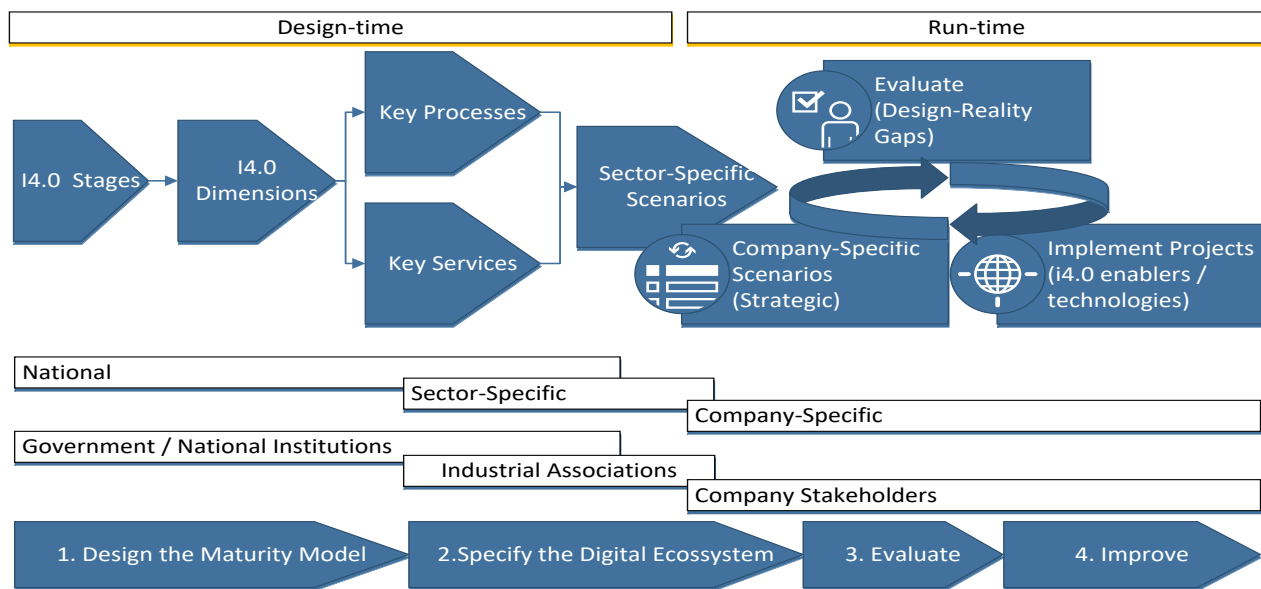 Design-time
Run-time
I4.0 Stages
I4.0
Dimensions
Key Processes
Key Services
Sector-Specific
Scenarios
Evaluate
(Design-Reality
Gaps)
Company-Specific
Scenarios
(Strategic)
Implement Projects
(i4.0 enablers /
technologies)
National
Sector-Specific
Company-Specific
Government / National Institutions
Industrial Associations
Company Stakeholders
1. Design the Maturity Model
2.Specify the Digital Ecosystem
3. Evaluate
4. Improve